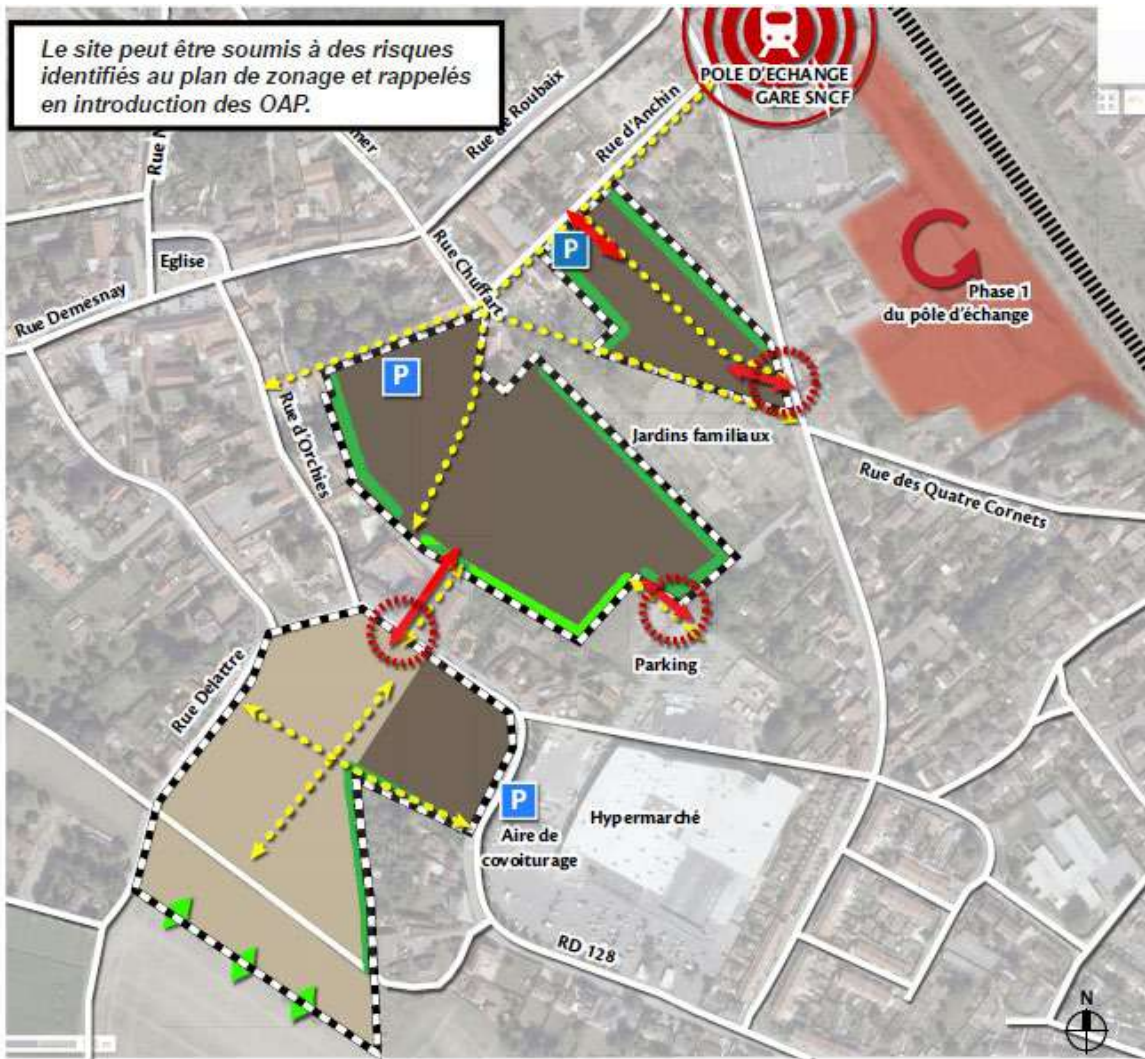 Le site peut être soumis à des risques
identifiés au plan de zonage et rappelés
en introduction des OAP.
POLE D'ECHANGE
GARE SNCF
Rue de Roubaix
Rue d'Anchin
P
Rue Chuffart
Eglise
Rue Demesnay
Phase 1
du pôle d'échange
P
Rue d'Orchies
Jardins familiaux
Rue des Quatre Cornets
Parking
Rue Delattre
P
Aire de
covoiturage
Hypermarché
RD 128
N